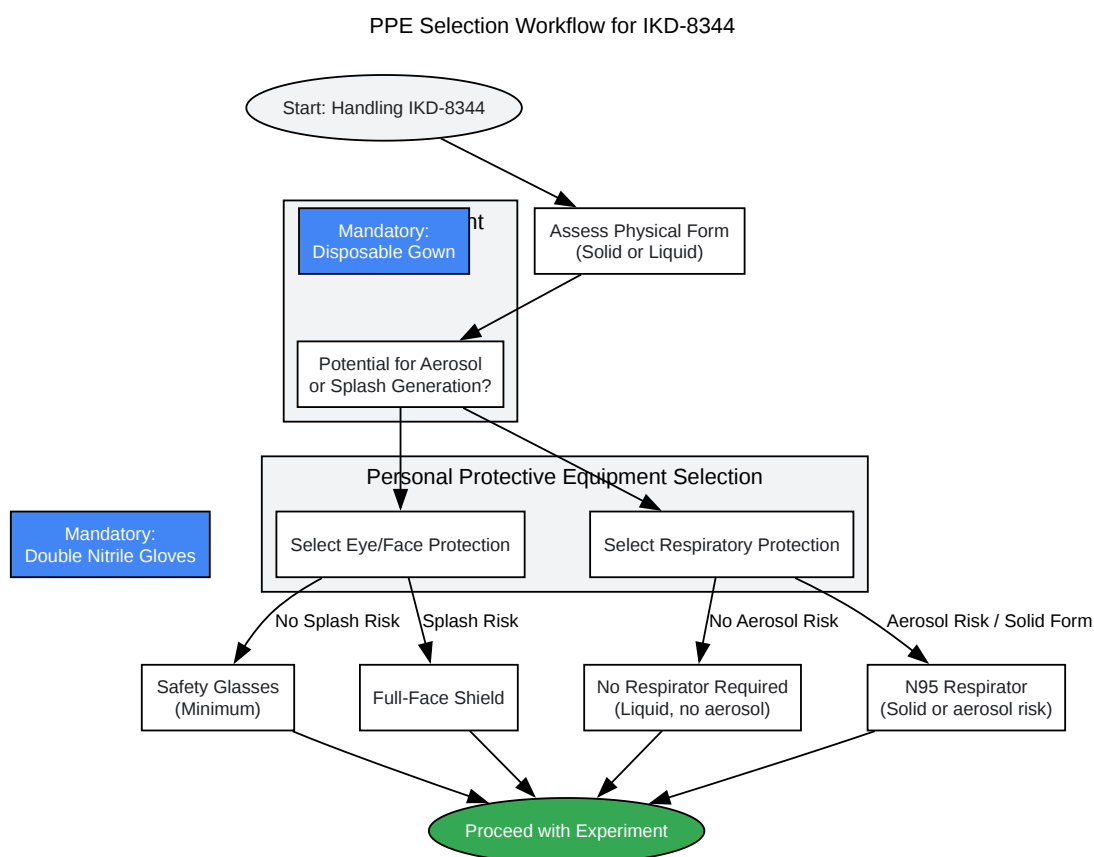 PPE Selection Workflow for IKD-8344
Start: Handling IKD-8344
Mandatory:
Disposable Gown
Assess Physical Form
(Solid or Liquid)
Potential for Aerosol
or Splash Generation?
Personal Protective Equipment Selection
Mandatory:
Double Nitrile Gloves
Select Eye/Face Protection
Select Respiratory Protection
No Splash Risk
Splash Risk
No Aerosol Risk
Aerosol Risk / Solid Form
Safety Glasses
(Minimum)
Full-Face Shield
No Respirator Required
(Liquid, no aerosol)
N95 Respirator
(Solid or aerosol risk)
Proceed with Experiment